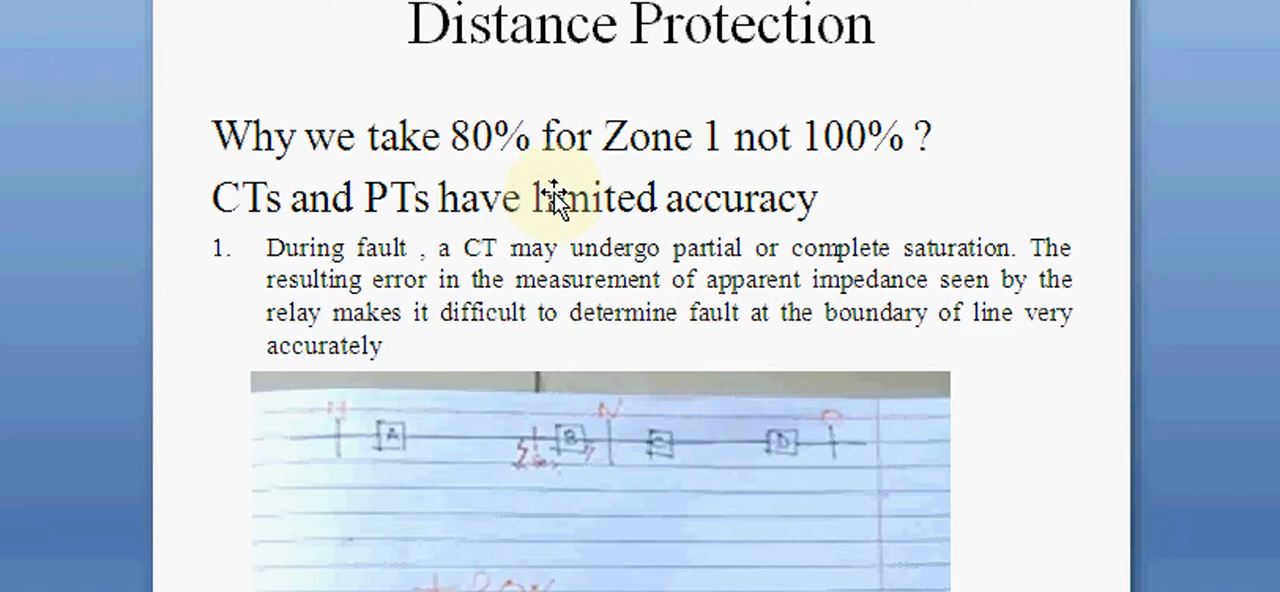 Distance Protection
Why we take 80% for Zone 1 not 100% ?
CTs and PTs have limited accuracy
1. During fault , a CT may undergo partial or complete saturation. The
resulting error in the measurement of apparent impedance seen by the
relay makes it difficult to determine fault at the boundary of line very
accurately
A B C D